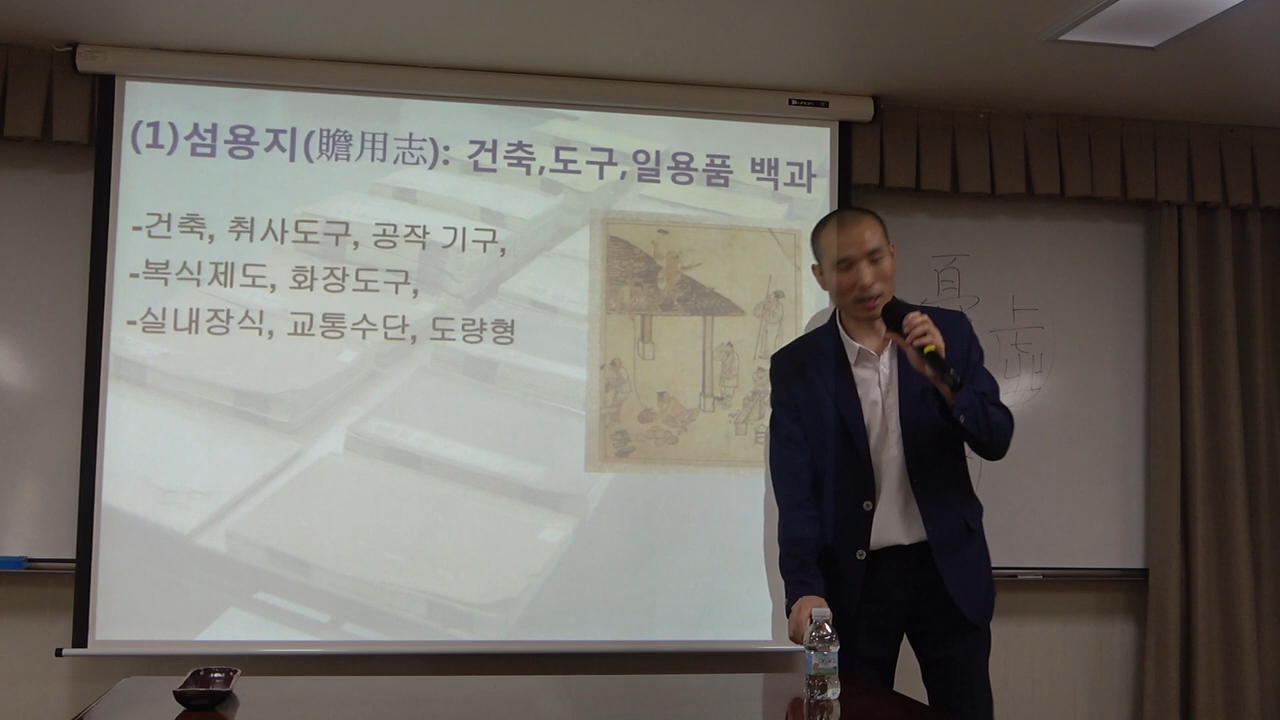 (1)섬용지(贍用志): 건축,도구,일용품 백과
-건축, 취사도구, 공작 기구,
-복식제도, 화장도구,
-실내장식, 교통수단, 도량형